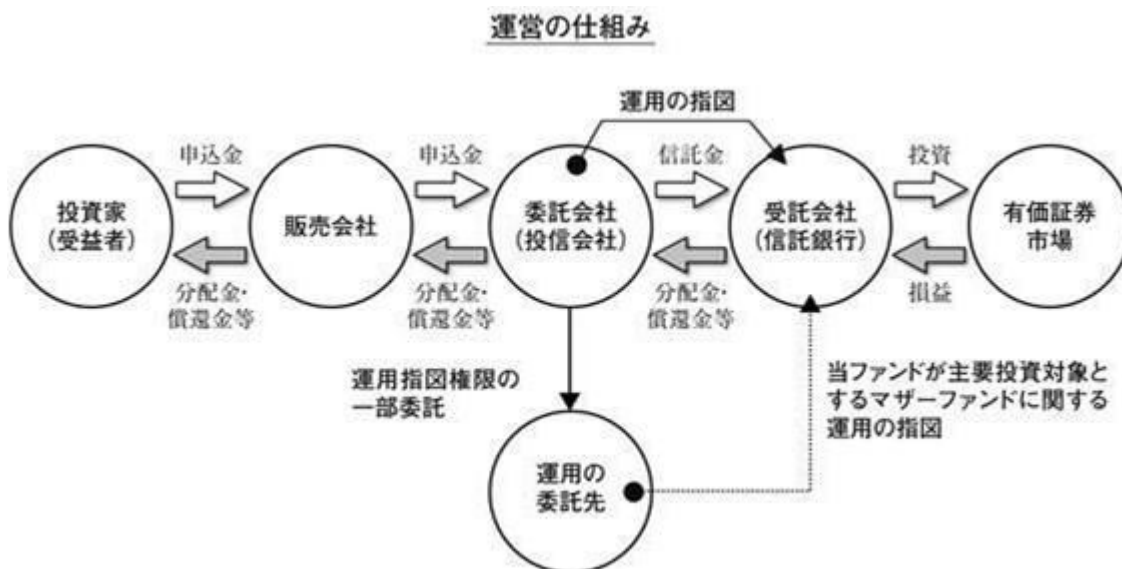 運営の仕組み
運用の指図
申込金
申込金
信託金
投資
投資家
(受益者)
販売会社
委託会社
(投信会社)
受託会社
(信託銀行)
有価証券
市場
分配金・
償還金等
分配金・
償還金等
分配金・
償還金等
損益
運用指図権限の
一部委託
当ファンドが主要投資対象と
するマザーファンドに関する
運用の指図
運用の
委託先